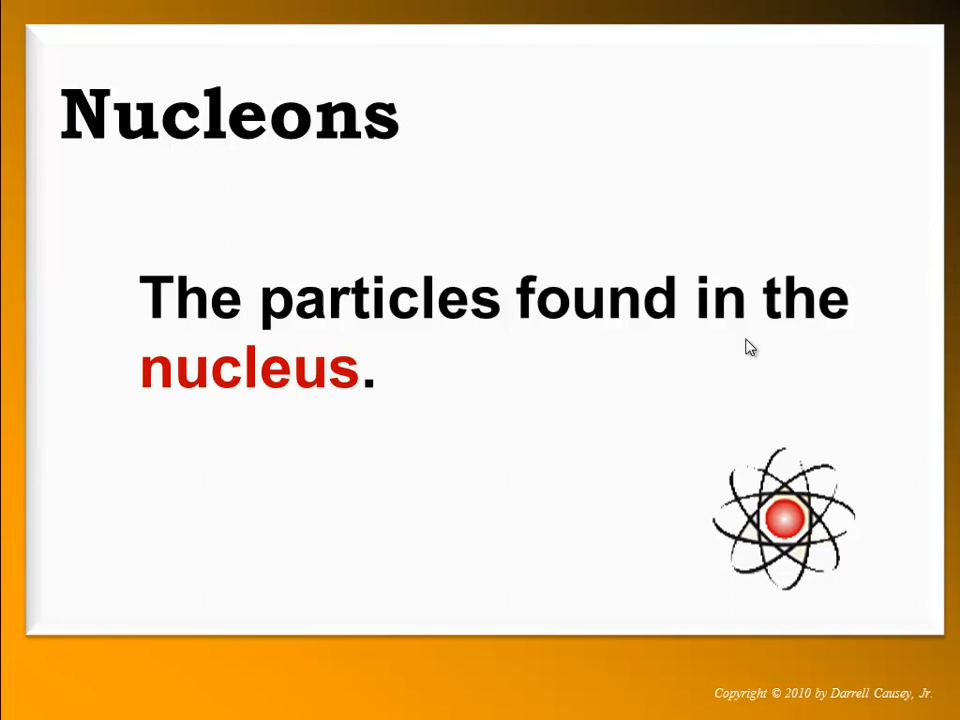 Nucleons
The particles found in the
nucleus.
Copyright © 2010 by Darrell Causey, Jr.